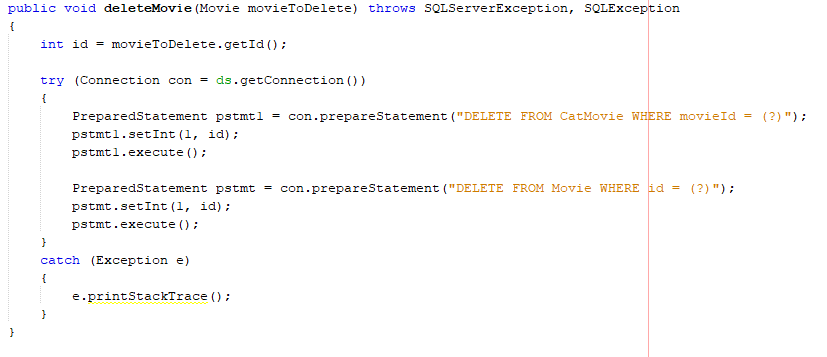 public void deleteMovie(Movie movieToDelete) throws SQLServerException, SQLException
{
    int id = movieToDelete.getId();

    try (Connection con = ds.getConnection())
    {
        PreparedStatement pstmt1 = con.prepareStatement("DELETE FROM CatMovie WHERE movieId = (?)");
        pstmt1.setInt(1, id);
        pstmt1.execute();

        PreparedStatement pstmt = con.prepareStatement("DELETE FROM Movie WHERE id = (?)");
        pstmt.setInt(1, id);
        pstmt.execute();
    }
    catch (Exception e)
    {
        e.printStackTrace();
    }
}